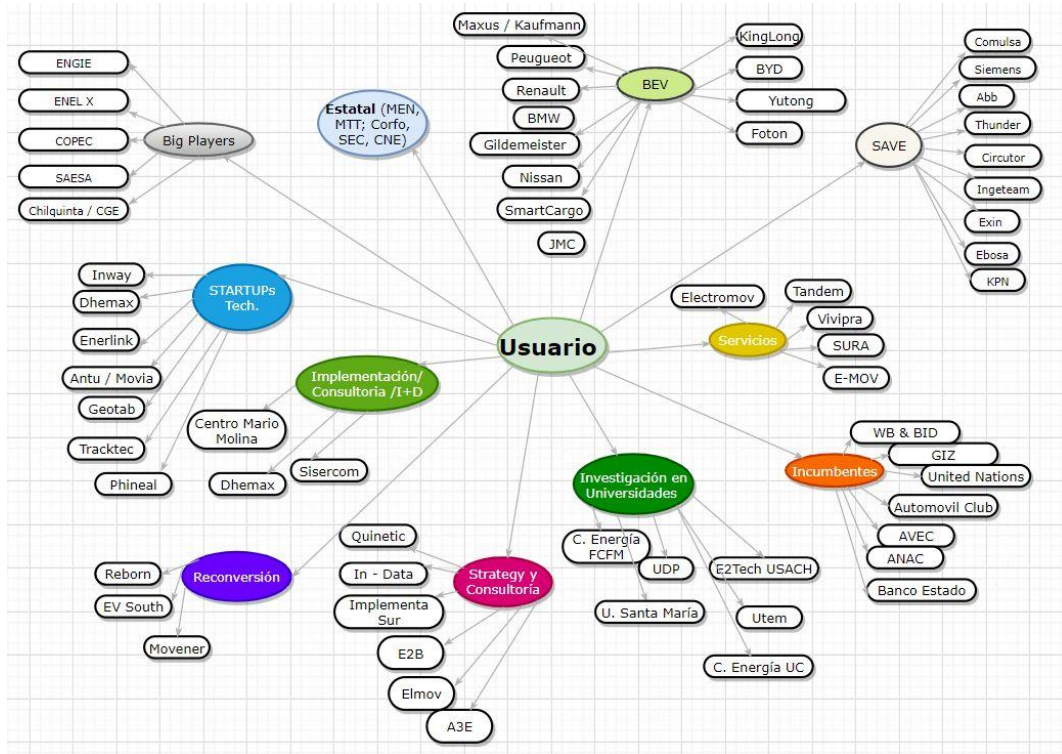 Maxus / Kaufmann
Peugueot
Renault
BMW
Gildemeister
Nissan
SmartCargo
JMC
BEV
KingLong
BYD
Yutong
Foton
ENGIE
ENEL X
COPEC
SAESA
Chilquinta / CGE
Big Players
Estatal (MEN,
MTT; Corfo,
SEC, CNE)
SAVE
Comulsa
Siemens
Abb
Thunder
Circutor
Ingeteam
Exin
Ebosa
KPN
Inway
Dhemax
Enerlink
Antu / Movia
Geotab
Tracktec
Phineal
STARTUPs
Tech.
Usuario
Electromov
Servicios
Tandem
Vivipra
SURA
E-MOV
Implementación/
Consultoria /I+D
Centro Mario
Molina
Dhemax
Sisercom
Incumbentes
WB & BID
GIZ
United Nations
Automovil Club
AVEC
ANAC
Banco Estado
Investigación en
Universidades
C. Energía
FCFM
UDP
E2Tech USACH
U. Santa María
Utem
C. Energía UC
Reconversión
Reborn
EV South
Movener
Strategy y
Consultoría
Quinetic
In - Data
Implementa
Sur
E2B
Elmov
A3E